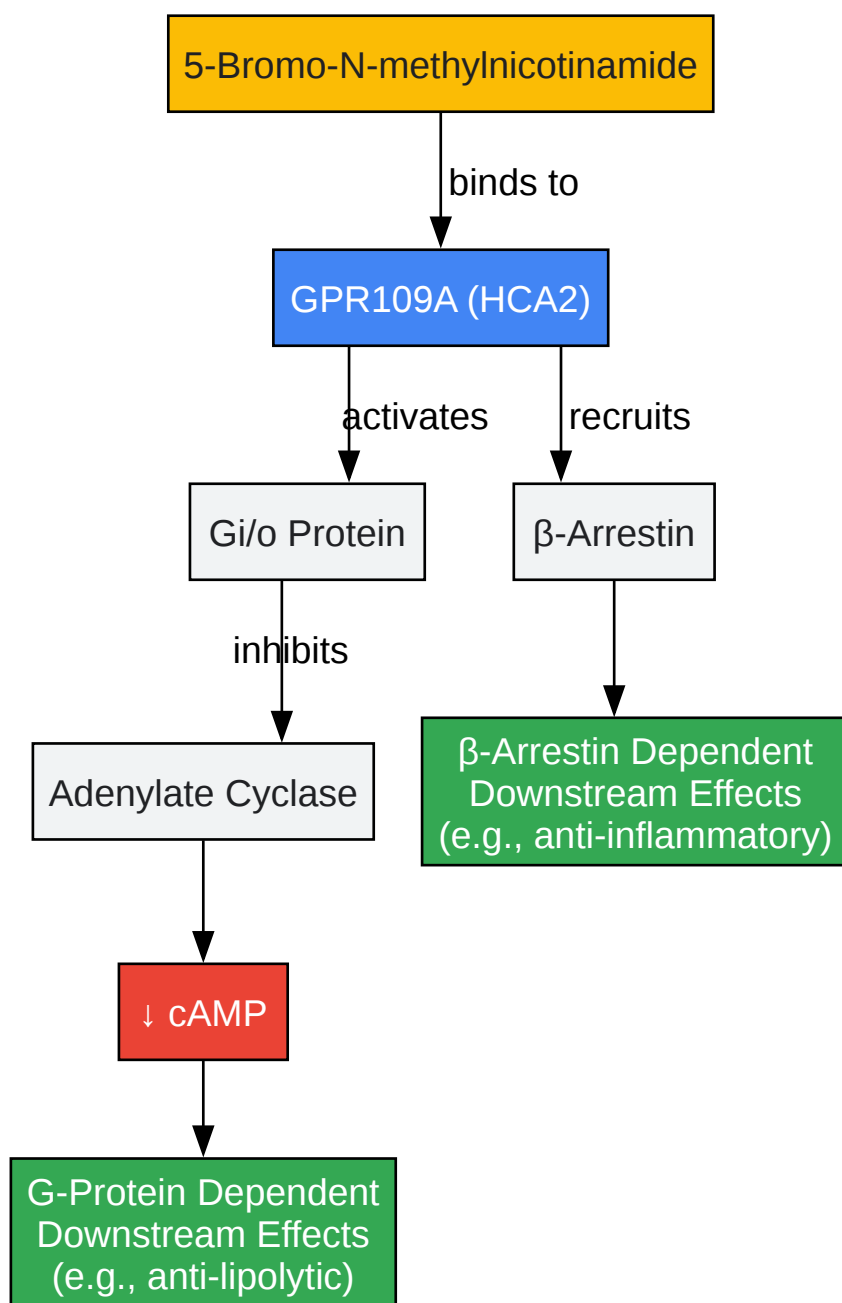 5-Bromo-N-methylnicotinamide
binds to
GPR109A (HCA2)
activates
recruits
Gi/o Protein
β-Arrestin
inhibits
β-Arrestin Dependent
Downstream Effects
(e.g., anti-inflammatory)
Adenylate Cyclase
↓ cAMP
G-Protein Dependent
Downstream Effects
(e.g., anti-lipolytic)